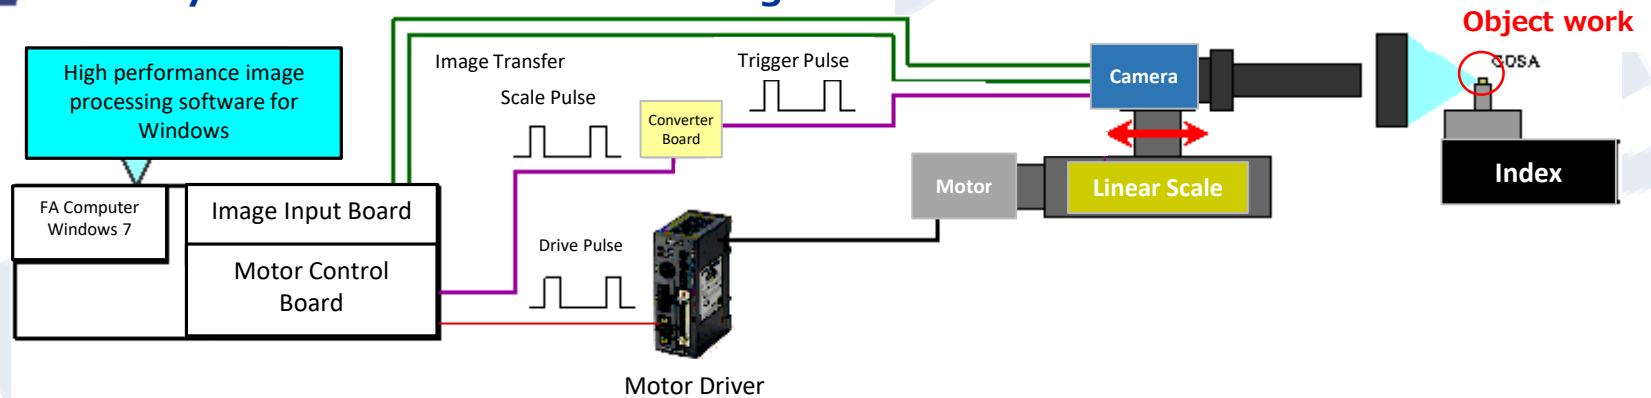 Object work
High performance image
processing software for
Windows
Image Transfer
Scale Pulse
Trigger Pulse
Camera
Converter
Board
Motor
Linear Scale
Index
FA Computer
Windows 7
Image Input Board
Drive Pulse
Motor Control
Board
Motor Driver